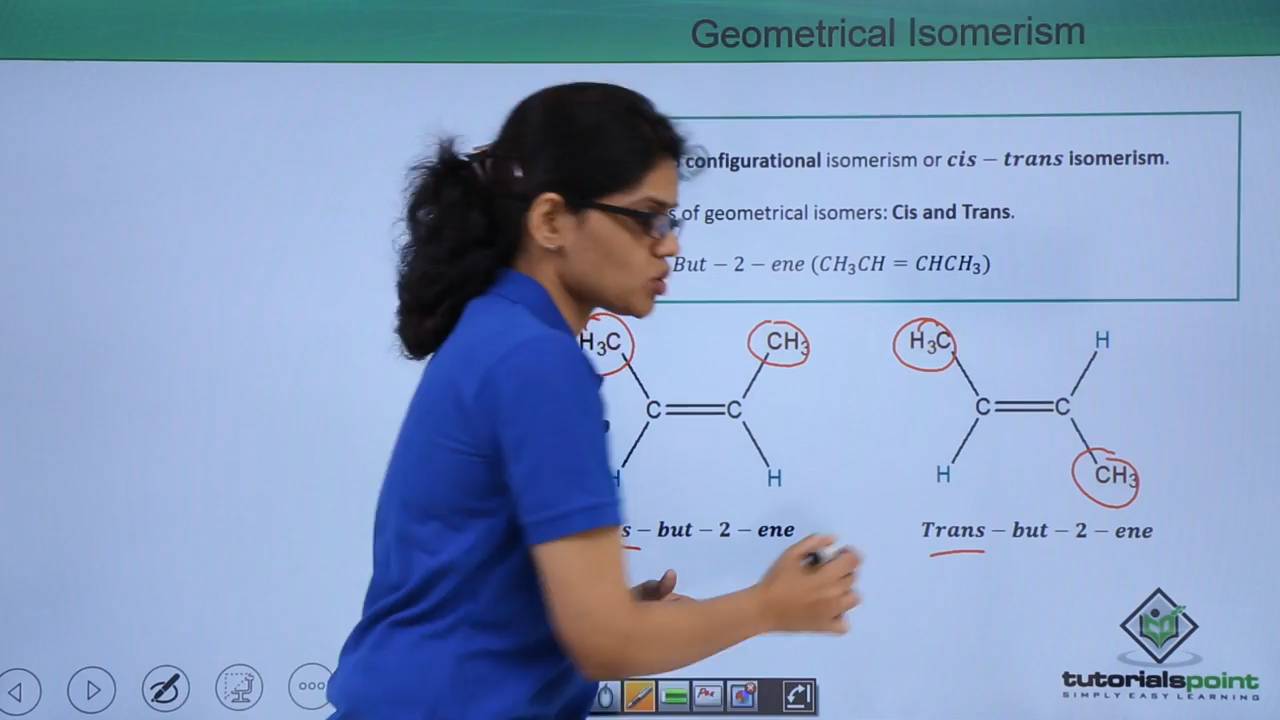 Geometrical Isomerism
configurational isomerism or cis – trans isomerism.
of geometrical isomers: Cis and Trans.
But – 2 – ene (CH₃CH = CHCH₃)
H₃C CH₃ H₃C H
C C C C
H H H CH₃
s – but – 2 – ene Trans – but – 2 – ene
tutorialspoint
SIMPLY EASY LEARNING